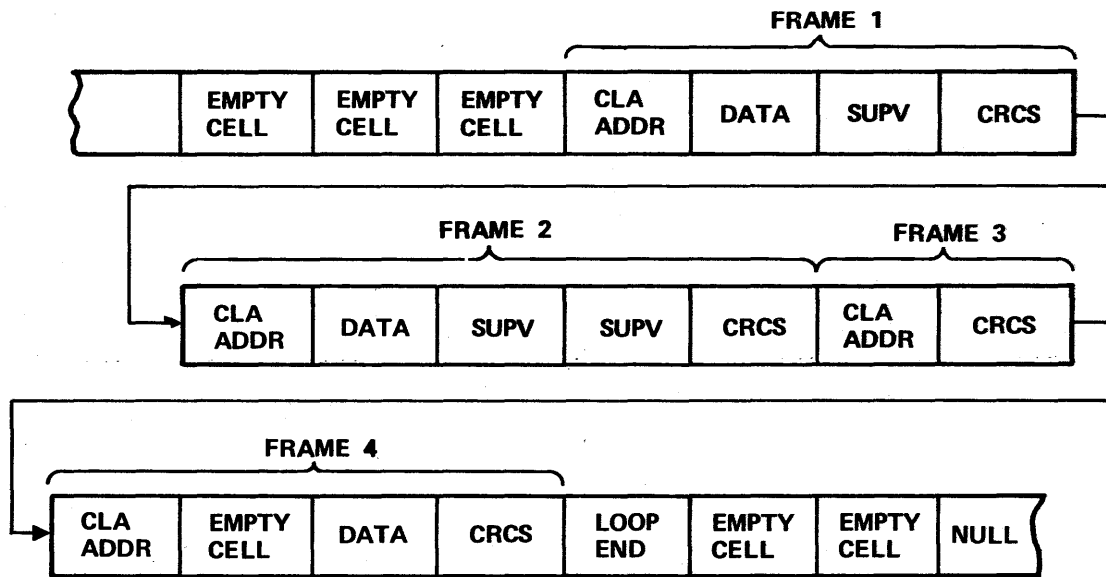 FRAME 1
EMPTY CELL
EMPTY CELL
EMPTY CELL
CLA ADDR
DATA
SUPV
CRCS
FRAME 2
FRAME 3
CLA ADDR
DATA
SUPV
SUPV
CRCS
CLA ADDR
CRCS
FRAME 4
CLA ADDR
EMPTY CELL
DATA
CRCS
LOOP END
EMPTY CELL
EMPTY CELL
NULL